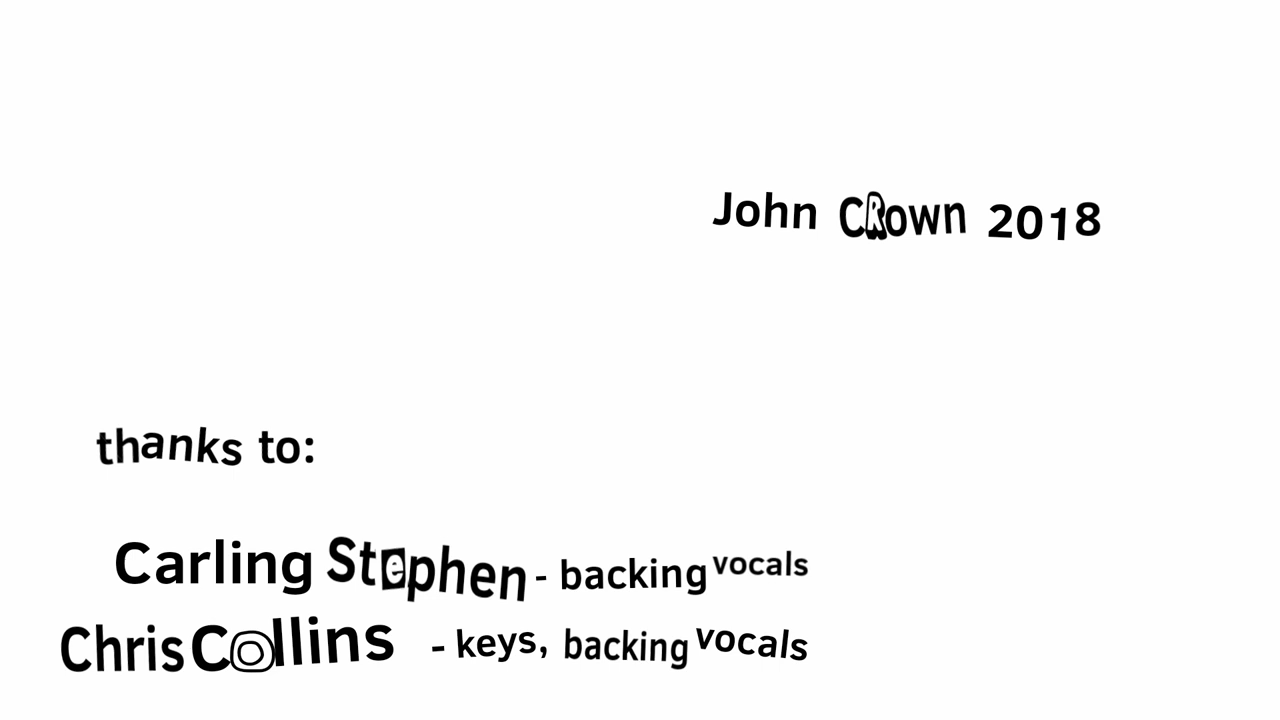 John CRown 2018
thanks to:
Carling Stephen - backing vocals
Chris Collins - keys, backing vocals